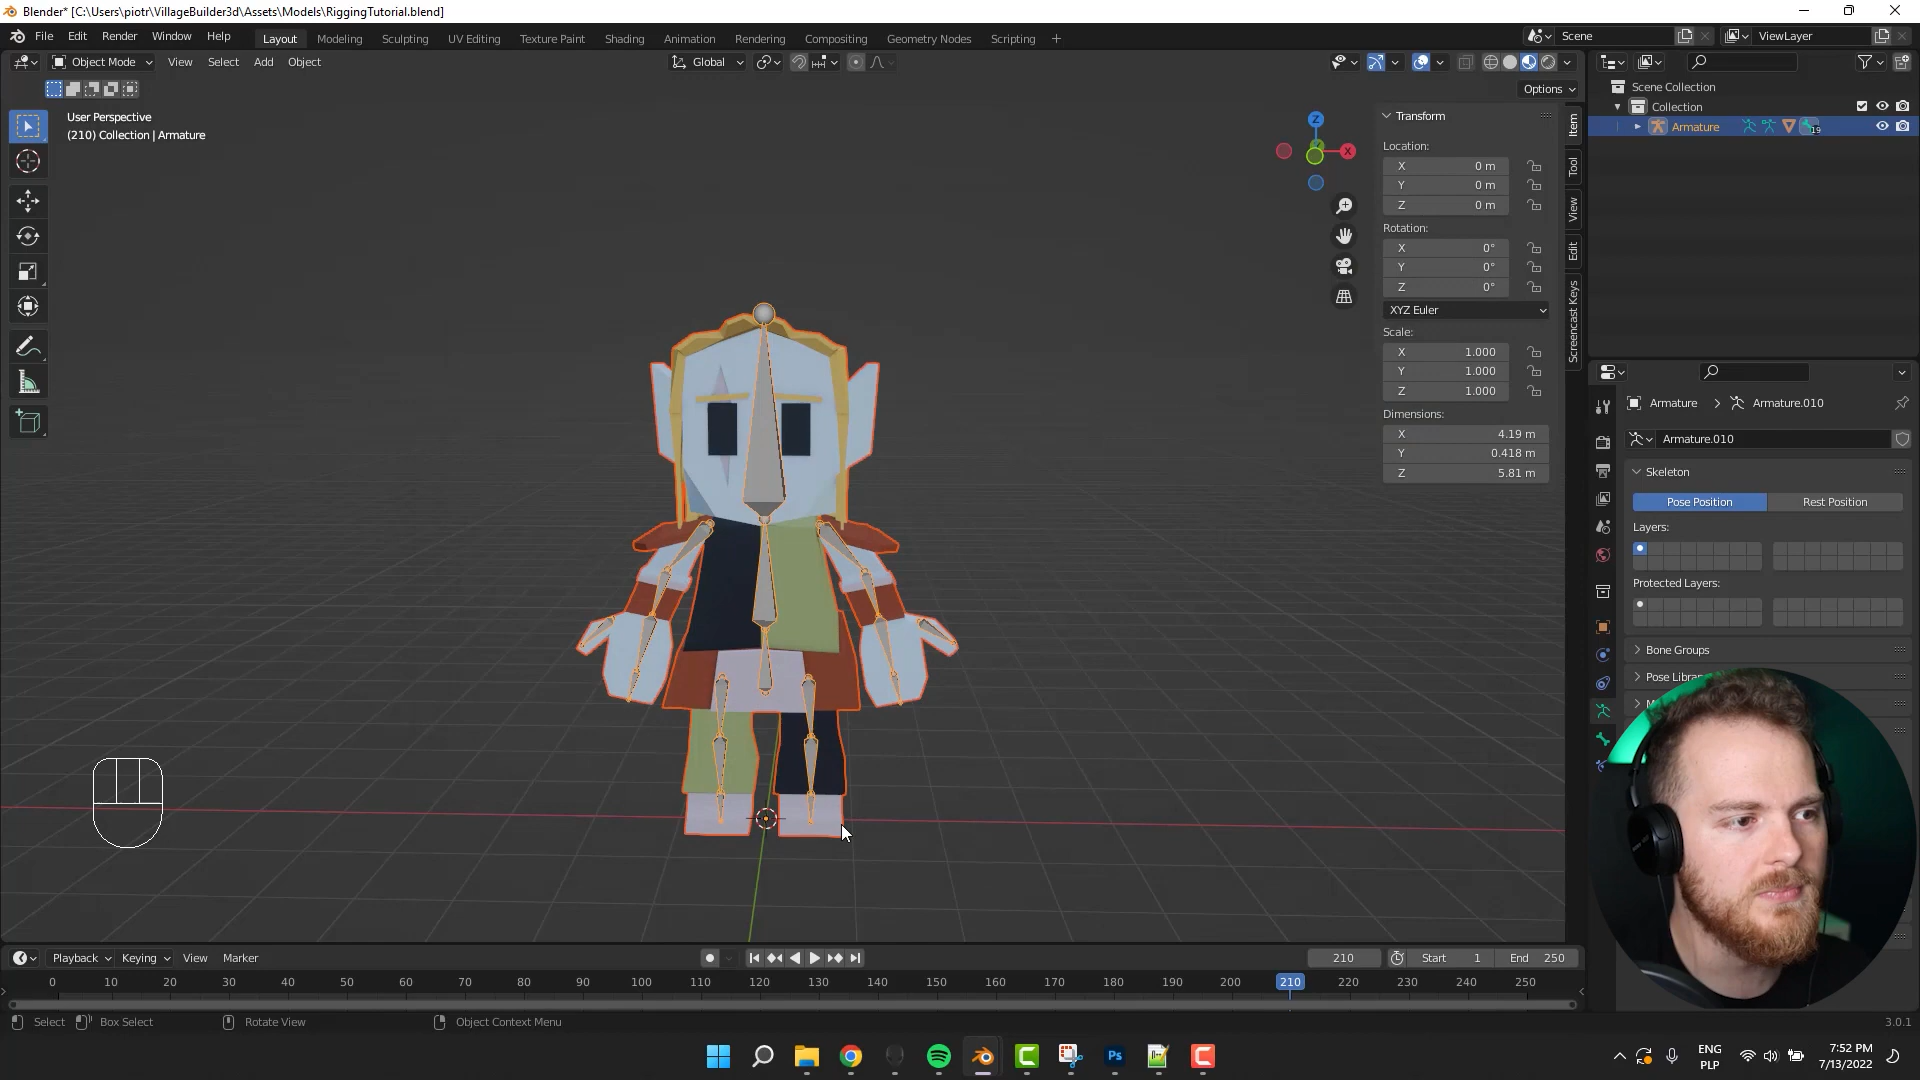 Blender* [C:\Users\piotr\VillageBuilder3d\Assets\Models\RiggingTutorial.blend]
File Edit Render Window Help Layout Modeling Sculpting UV Editing Texture Paint Shading Animation Rendering Compositing Geometry Nodes Scripting + Scene ViewLayer
Object Mode View Select Add Object Global
Options
User Perspective
(210) Collection | Armature
Z
X
Transform
Location:
X 0 m
Y 0 m
Z 0 m
Rotation:
X 0°
Y 0°
Z 0°
XYZ Euler
Scale:
X 1.000
Y 1.000
Z 1.000
Dimensions:
X 4.19 m
Y 0.418 m
Z 5.81 m
Item
Tool
View
Edit
Screencast Keys
Scene Collection
Collection
Armature 19
Armature > Armature.010
Armature.010
Skeleton
Pose Position Rest Position
Layers:
Protected Layers:
Bone Groups
Pose Librar
Playback Keying View Marker 210 Start 1 End 250
0 10 20 30 40 50 60 70 80 90 100 110 120 130 140 150 160 170 180 190 200 210 220 230 240 250
Select Box Select Rotate View Object Context Menu 3.0.1
Ps
ENG
PLP
7:52 PM
7/13/2022